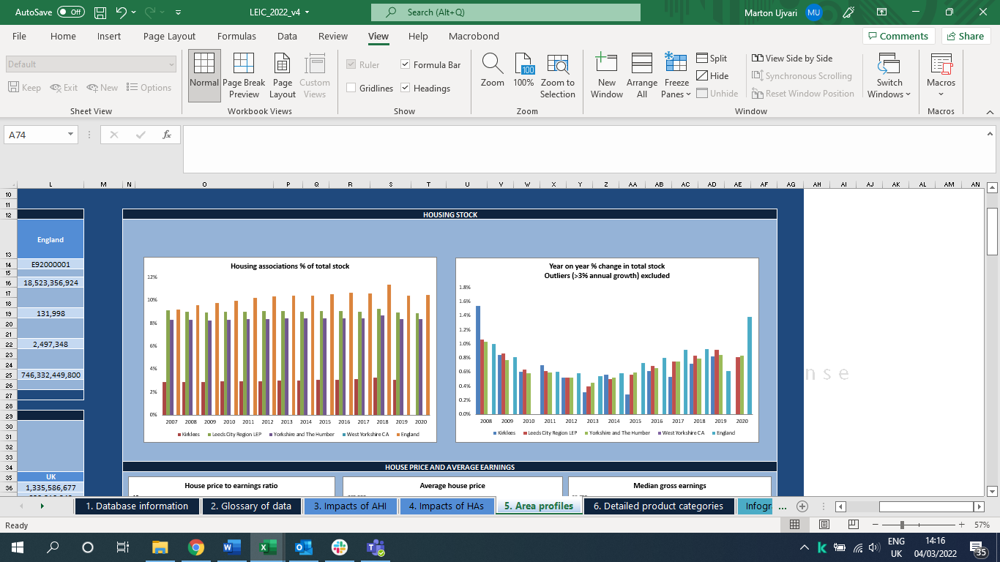 AutoSave Off LEIC_2022_v4 Search (Alt+Q) Marton Ujvari MU
File Home Insert Page Layout Formulas Data Review View Help Macrobond Comments Share
Default
Keep Exit New Options
Sheet View
Normal Page Break Preview Page Layout Custom Views
Workbook Views
Ruler Formula Bar
Gridlines Headings
Show
Zoom 100% Zoom to Selection
100
Zoom
New Window Arrange All Freeze Panes
Split
Hide
Unhide
View Side by Side
Synchronous Scrolling
Reset Window Position
Switch Windows
Window
Macros
Macros
A74 fx
L M N O P Q R S T U V W X Y Z AA AB AC AD AE AF AG AH AI AJ AK AL AM AN
10
11
12
13
14
15
16
17
18
19
20
21
22
23
24
25
26
27
28
29
30
31
32
33
34
35
36
England
E92000001
18,523,356,924
131,998
2,497,348
746,332,449,800
UK
1,335,586,677
HOUSING STOCK
Housing associations % of total stock
12%
10%
8%
6%
4%
2%
0%
2007 2008 2009 2010 2011 2012 2013 2014 2015 2016 2017 2018 2019 2020
Kirklees Leeds City Region LEP Yorkshire and The Humber West Yorkshire CA England
Year on year % change in total stock
Outliers (>3% annual growth) excluded
1.8%
1.6%
1.4%
1.2%
1.0%
0.8%
0.6%
0.4%
0.2%
0.0%
2008 2009 2010 2011 2012 2013 2014 2015 2016 2017 2018 2019 2020
Kirklees Leeds City Region LEP Yorkshire and The Humber West Yorkshire CA England
nse
HOUSE PRICE AND AVERAGE EARNINGS
House price to earnings ratio
Average house price
Median gross earnings
1. Database information 2. Glossary of data 3. Impacts of AHI 4. Impacts of HAs 5. Area profiles 6. Detailed product categories Infogr ...
Ready 57%
ENG
UK
14:16
04/03/2022
35